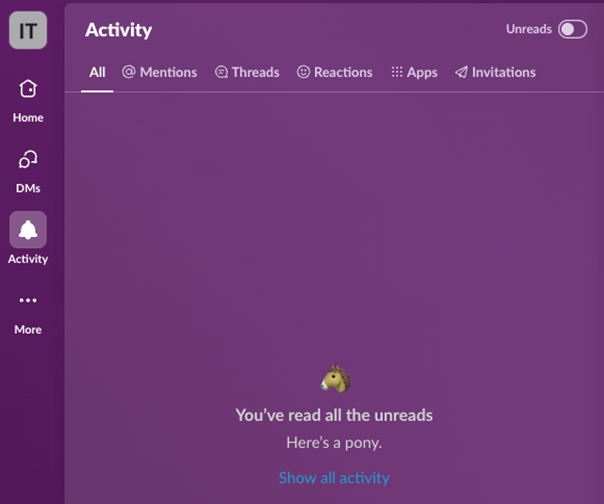 IT
Activity
Unreads
All Mentions Threads Reactions Apps Invitations
Home
DMs
Activity
More
You’ve read all the unreads
Here’s a pony.
Show all activity